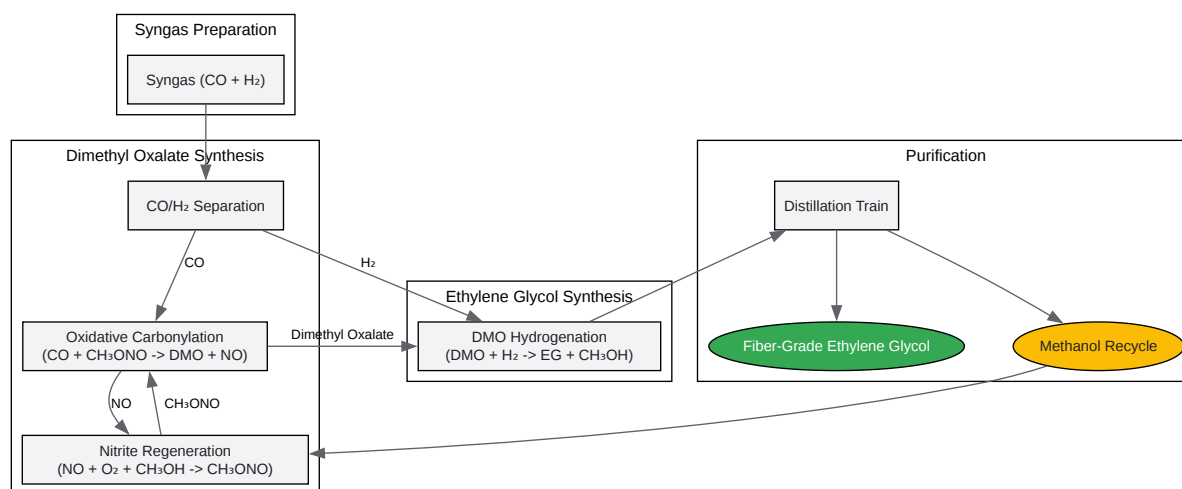 Syngas Preparation
Syngas (CO + H₂)
Dimethyl Oxalate Synthesis
CO/H₂ Separation
CO
H₂
Oxidative Carbonylation
(CO + CH₃ONO -> DMO + NO)
Dimethyl Oxalate
NO
CH₃ONO
Nitrite Regeneration
(NO + O₂ + CH₃OH -> CH₃ONO)
Ethylene Glycol Synthesis
DMO Hydrogenation
(DMO + H₂ -> EG + CH₃OH)
Purification
Distillation Train
Fiber-Grade Ethylene Glycol
Methanol Recycle